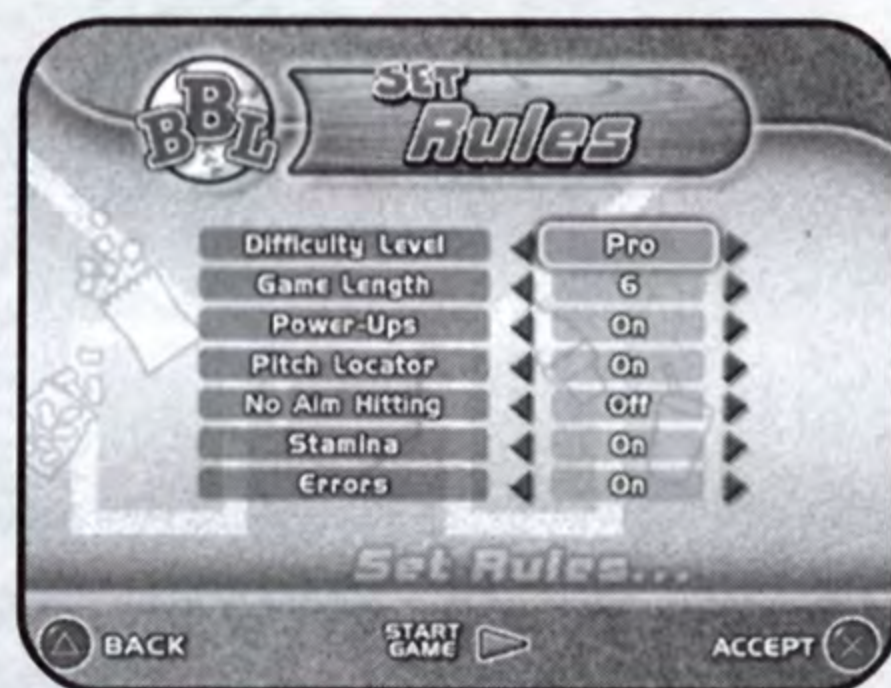 BBL
SET
Rules
Difficulty Level Pro
Game Length 6
Power-Ups On
Pitch Locator On
No Aim Hitting Off
Stamina On
Errors On
Set Rules...
BACK START GAME ACCEPT